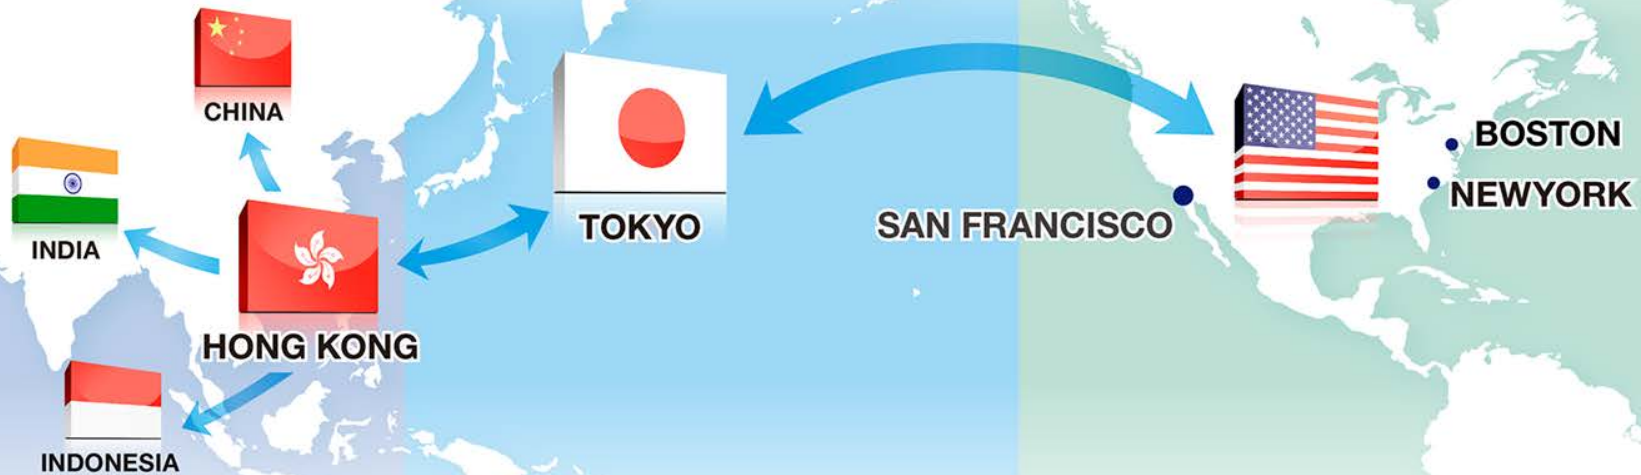 CHINA
INDIA
HONG KONG
INDONESIA
TOKYO
SAN FRANCISCO
BOSTON
NEWYORK